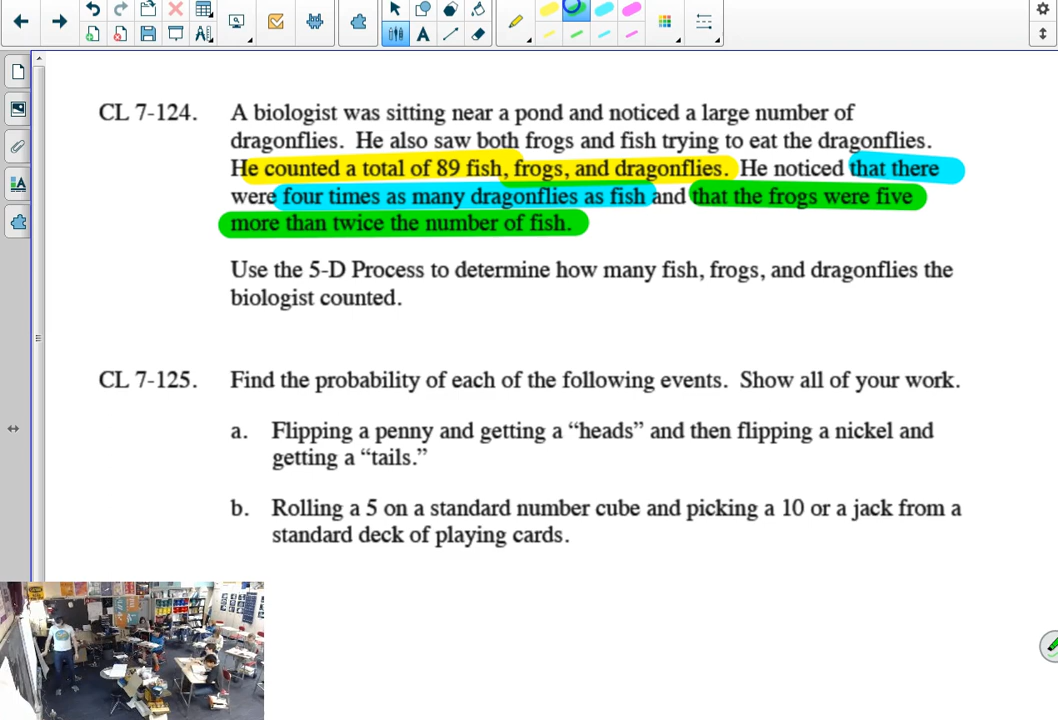 CL 7-124. A biologist was sitting near a pond and noticed a large number of
dragonflies. He also saw both frogs and fish trying to eat the dragonflies.
He counted a total of 89 fish, frogs, and dragonflies. He noticed that there
were four times as many dragonflies as fish and that the frogs were five
more than twice the number of fish.
Use the 5-D Process to determine how many fish, frogs, and dragonflies the
biologist counted.
CL 7-125. Find the probability of each of the following events. Show all of your work.
a. Flipping a penny and getting a “heads” and then flipping a nickel and
getting a “tails.”
b. Rolling a 5 on a standard number cube and picking a 10 or a jack from a
standard deck of playing cards.